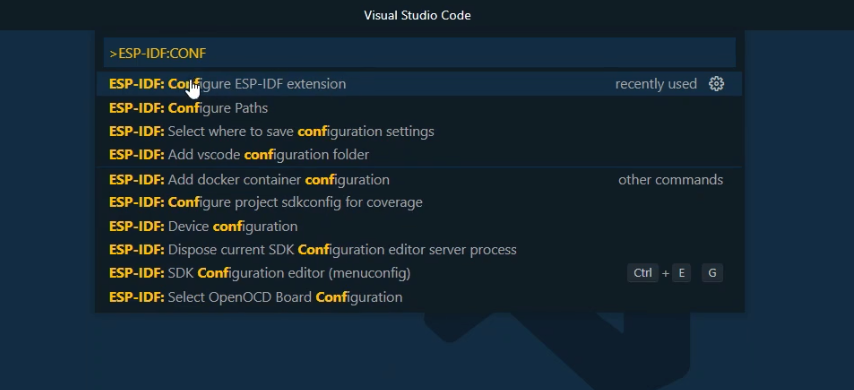 Visual Studio Code
>ESP-IDF:CONF
ESP-IDF: Configure ESP-IDF extension recently used
ESP-IDF: Configure Paths
ESP-IDF: Select where to save configuration settings
ESP-IDF: Add vscode configuration folder
ESP-IDF: Add docker container configuration other commands
ESP-IDF: Configure project sdkconfig for coverage
ESP-IDF: Device configuration
ESP-IDF: Dispose current SDK Configuration editor server process
ESP-IDF: SDK Configuration editor (menuconfig) Ctrl + E G
ESP-IDF: Select OpenOCD Board Configuration